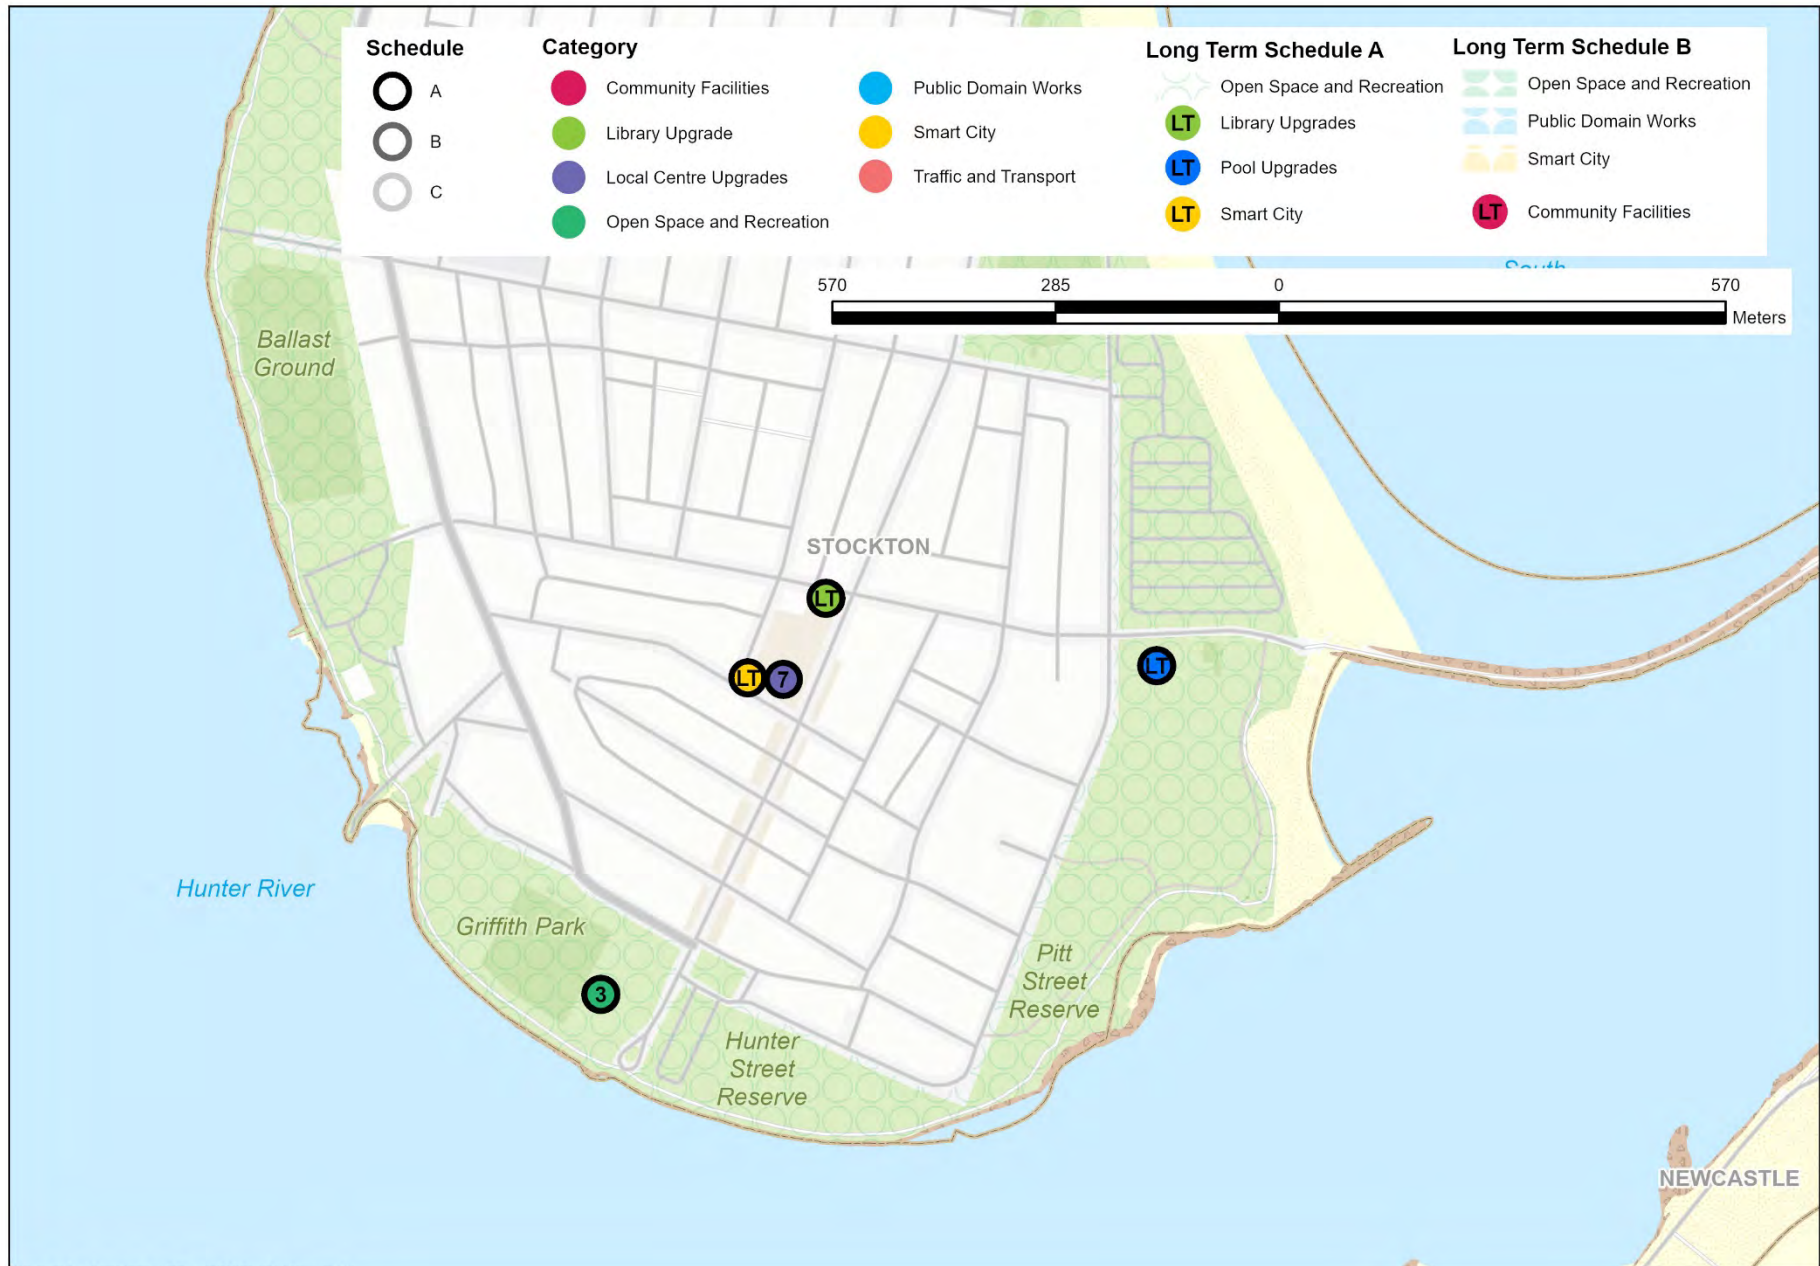 Schedule
A
B
C
Category
Community Facilities
Library Upgrade
Local Centre Upgrades
Open Space and Recreation
Public Domain Works
Smart City
Traffic and Transport
Long Term Schedule A
Open Space and Recreation
LT Library Upgrades
LT Pool Upgrades
LT Smart City
Long Term Schedule B
Open Space and Recreation
Public Domain Works
Smart City
LT Community Facilities
South
570 285 0 570
Meters
Ballast
Ground
STOCKTON
LT
LT 7
LT
Hunter River
Griffith Park
3
Pitt
Street
Reserve
Hunter
Street
Reserve
NEWCASTLE